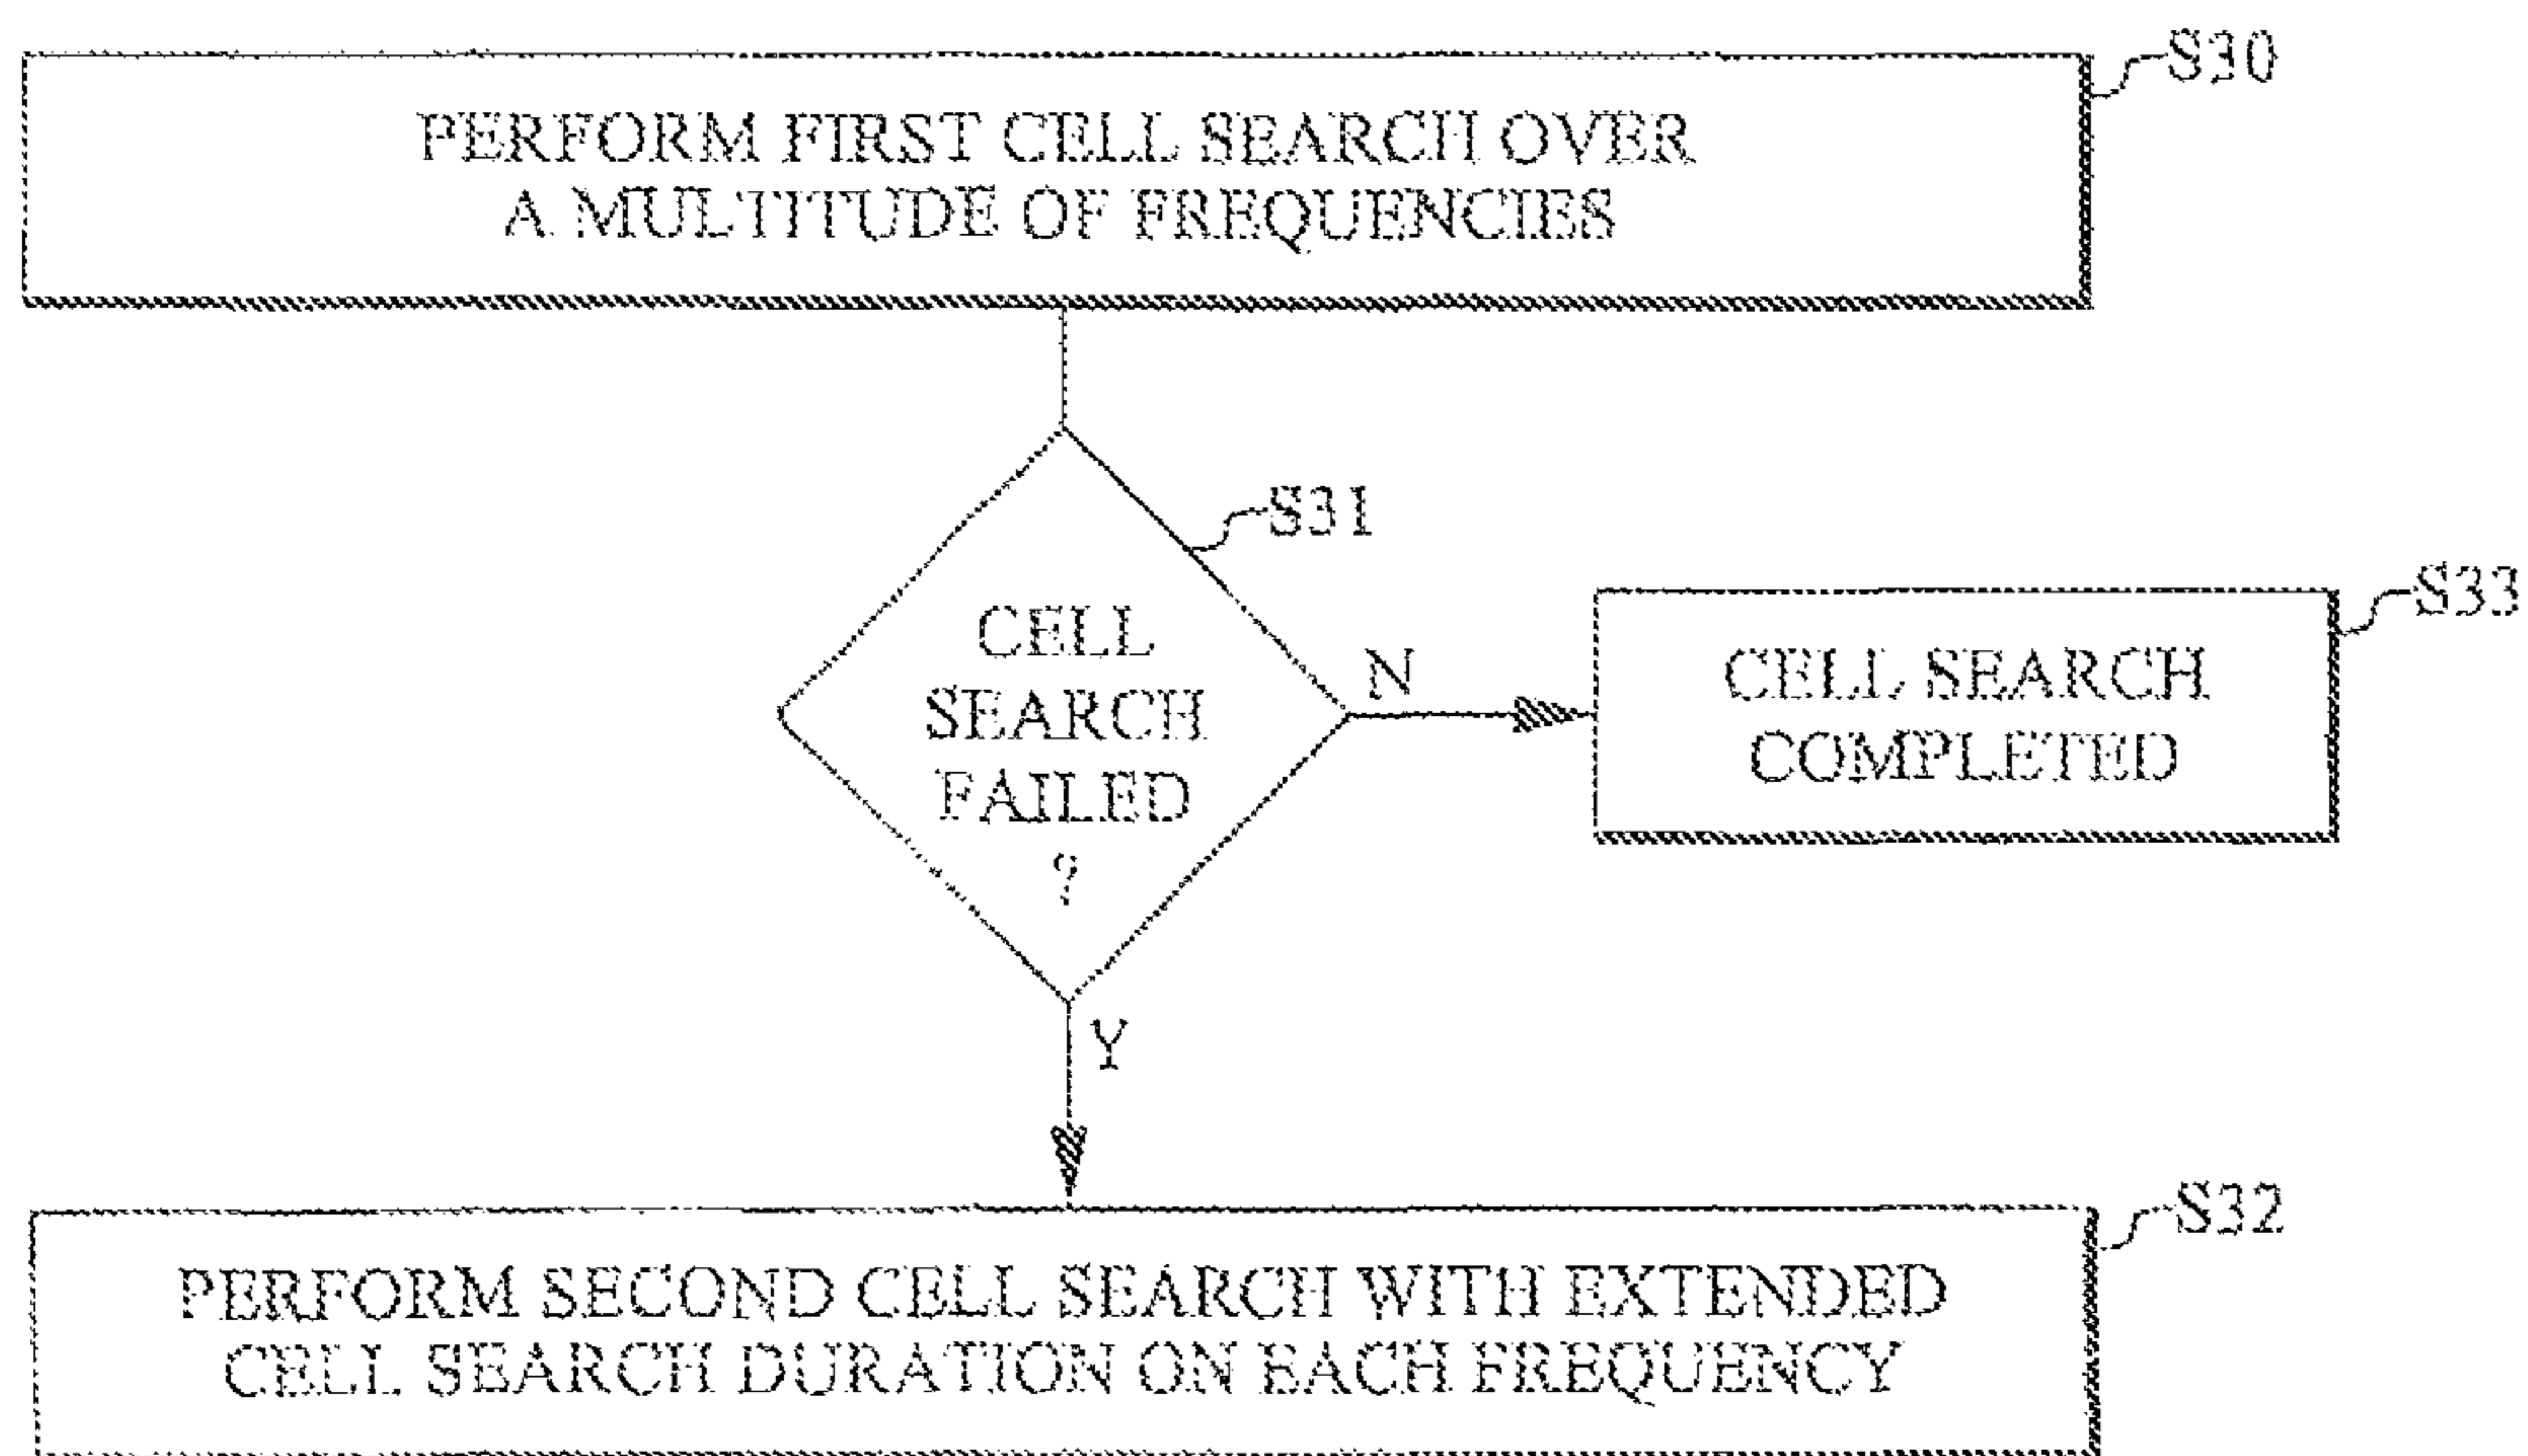 S30
PERFORM FIRST CELL SEARCH OVER
A MULTITUDE OF FREQUENCIES
S31
CELL
SEARCH
FAILED
?
N
S33
CELL SEARCH
COMPLETED
Y
S32
PERFORM SECOND CELL SEARCH WITH EXTENDED
CELL SEARCH DURATION ON EACH FREQUENCY